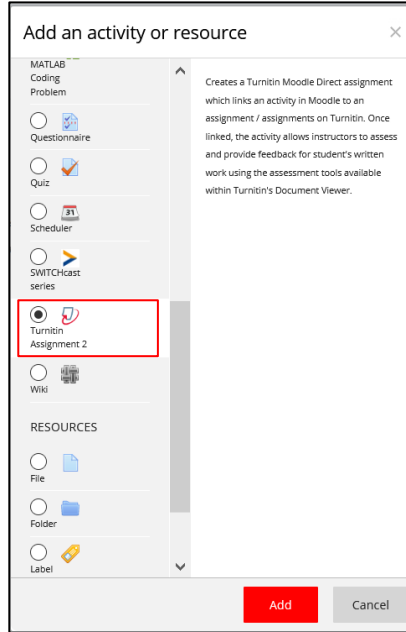 Add an activity or resource
×
MATLAB
Coding
Problem
Questionnaire
Quiz
31
Scheduler
SWITCHcast
series
Turnitin
Assignment 2
Wiki
RESOURCES
File
Folder
Label
Creates a Turnitin Moodle Direct assignment
which links an activity in Moodle to an
assignment / assignments on Turnitin. Once
linked, the activity allows instructors to assess
and provide feedback for student's written
work using the assessment tools available
within Turnitin's Document Viewer.
Add
Cancel